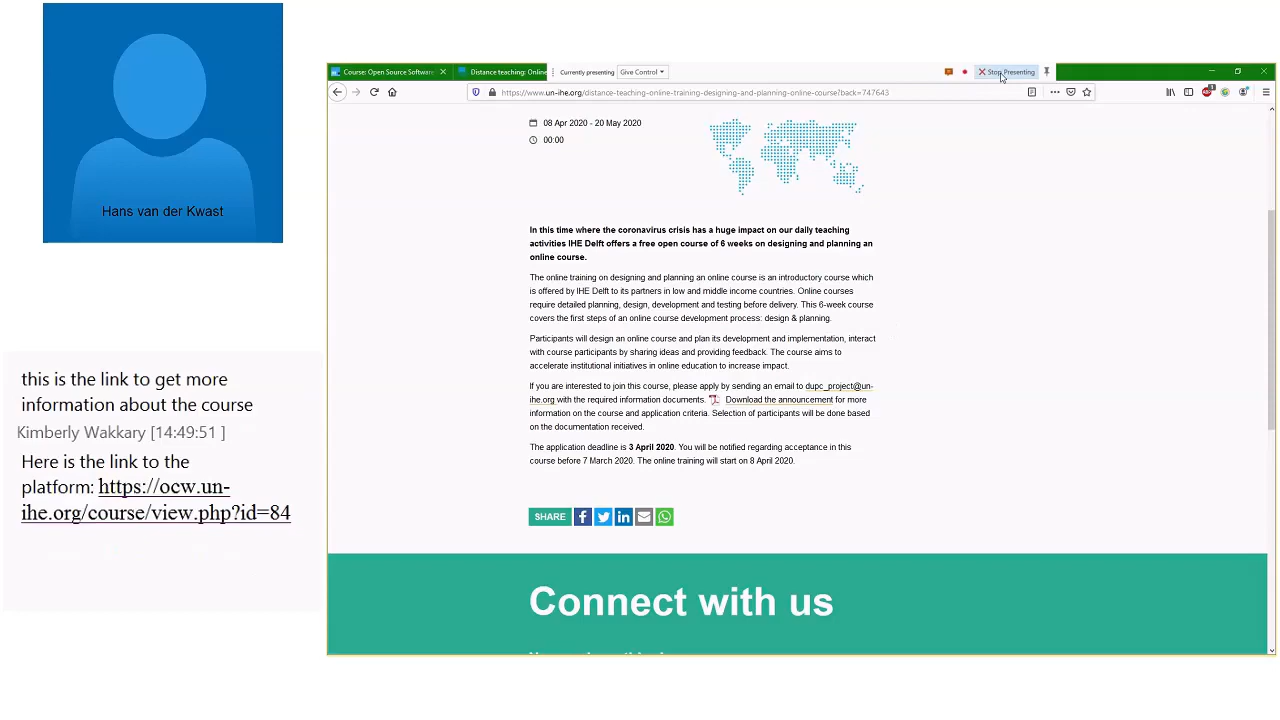 Hans van der Kwast
this is the link to get more
information about the course
Kimberly Wakkary [14:49:51 ]
Here is the link to the
platform: https://ocw.un-
ihe.org/course/view.php?id=84
Course: Open Source Software
Distance teaching: Online
Currently presenting
Give Control
Stop Presenting
https://www.un-ihe.org/distance-teaching-online-training-designing-and-planning-online-course?back=747643
08 Apr 2020 - 20 May 2020
00:00
In this time where the coronavirus crisis has a huge impact on our daily teaching
activities IHE Delft offers a free open course of 6 weeks on designing and planning an
online course.
The online training on designing and planning an online course is an introductory course which
is offered by IHE Delft to its partners in low and middle income countries. Online courses
require detailed planning, design, development and testing before delivery. This 6-week course
covers the first steps of an online course development process: design & planning.
Participants will design an online course and plan its development and implementation, interact
with course participants by sharing ideas and providing feedback. The course aims to
accelerate institutional initiatives in online education to increase impact.
If you are interested to join this course, please apply by sending an email to dupc_project@un-
ihe.org with the required information documents. Download the announcement for more
information on the course and application criteria. Selection of participants will be done based
on the documentation received.
The application deadline is 3 April 2020. You will be notified regarding acceptance in this
course before 7 March 2020. The online training will start on 8 April 2020.
SHARE
Connect with us